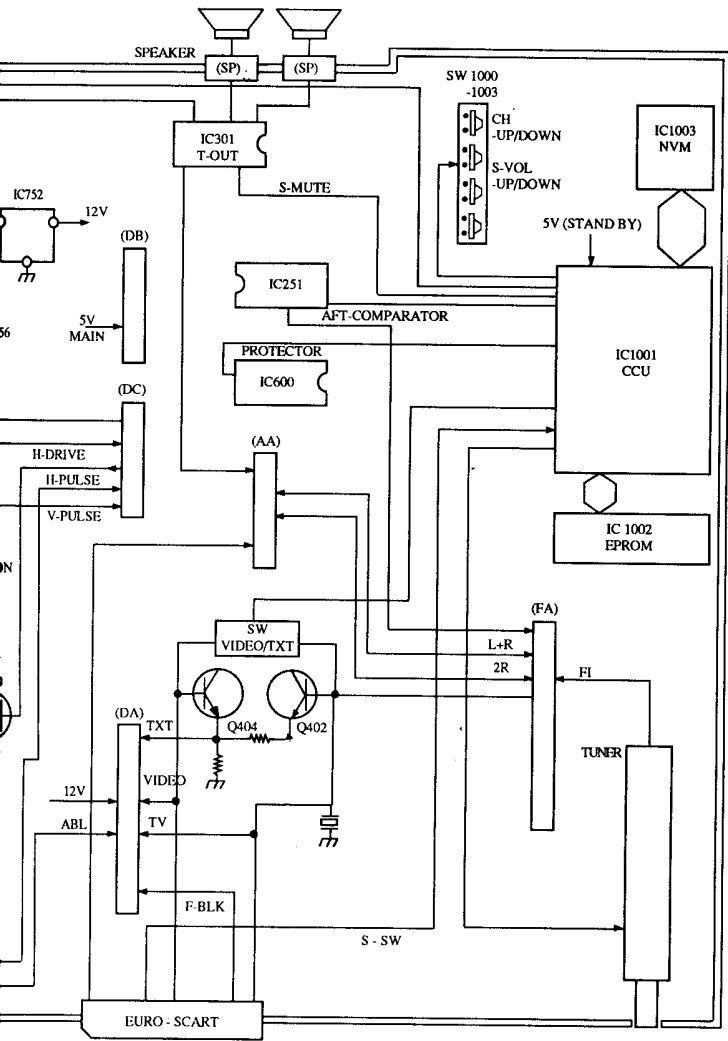 SPEAKER
(SP)
(SP)
SW 1000
-1003
CH
-UP/DOWN
S-VOL
-UP/DOWN
IC1003
NVM
IC301
T-OUT
S-MUTE
IC752
12V
(DB)
5V (STAND BY)
IC251
5V
MAIN
56
AFT-COMPARATOR
PROTECTOR
IC600
IC1001
CCU
(DC)
H-DRIVE
H-PULSE
V-PULSE
(AA)
IC 1002
EPROM
ON
(FA)
SW
VIDEO/TXT
L+R
2R
FI
(DA)
TXT
Q404
Q402
TUNER
VIDEO
12V
ABL
TV
F-BLK
S - SW
EURO - SCART